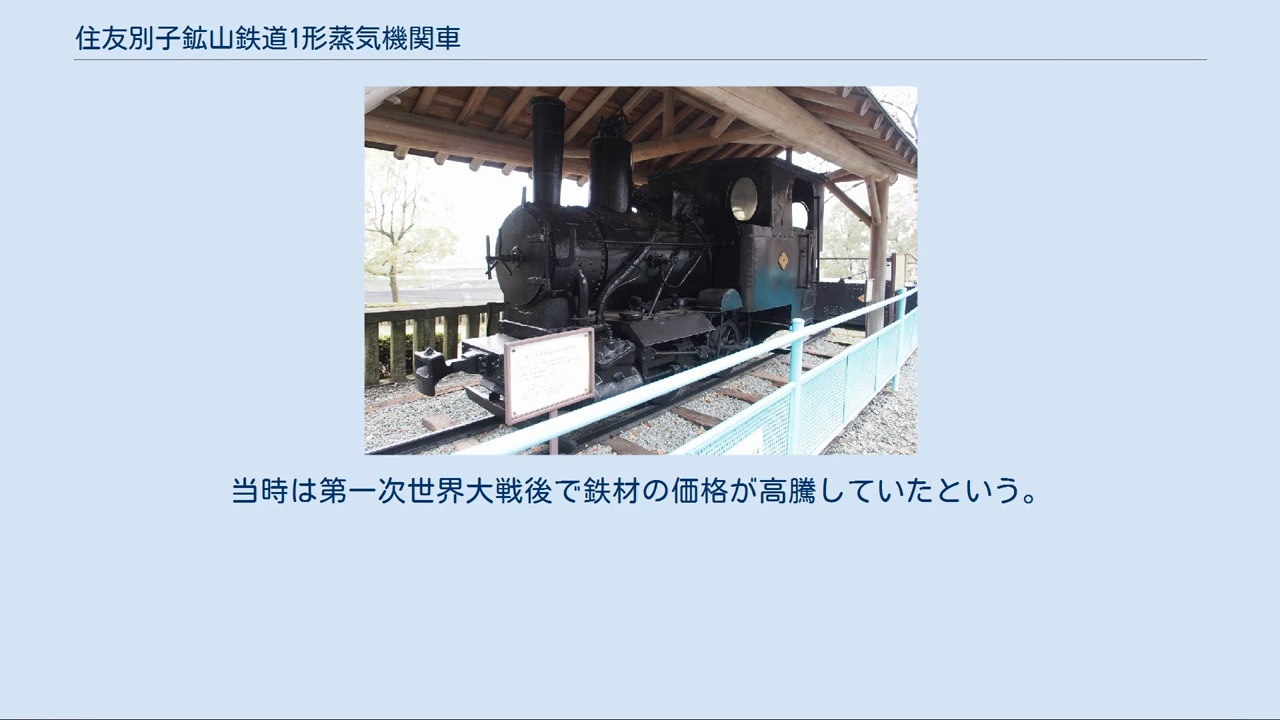 住友別子鉱山鉄道1形蒸気機関車
当時は第一次世界大戦後で鉄材の価格が高騰していたという。